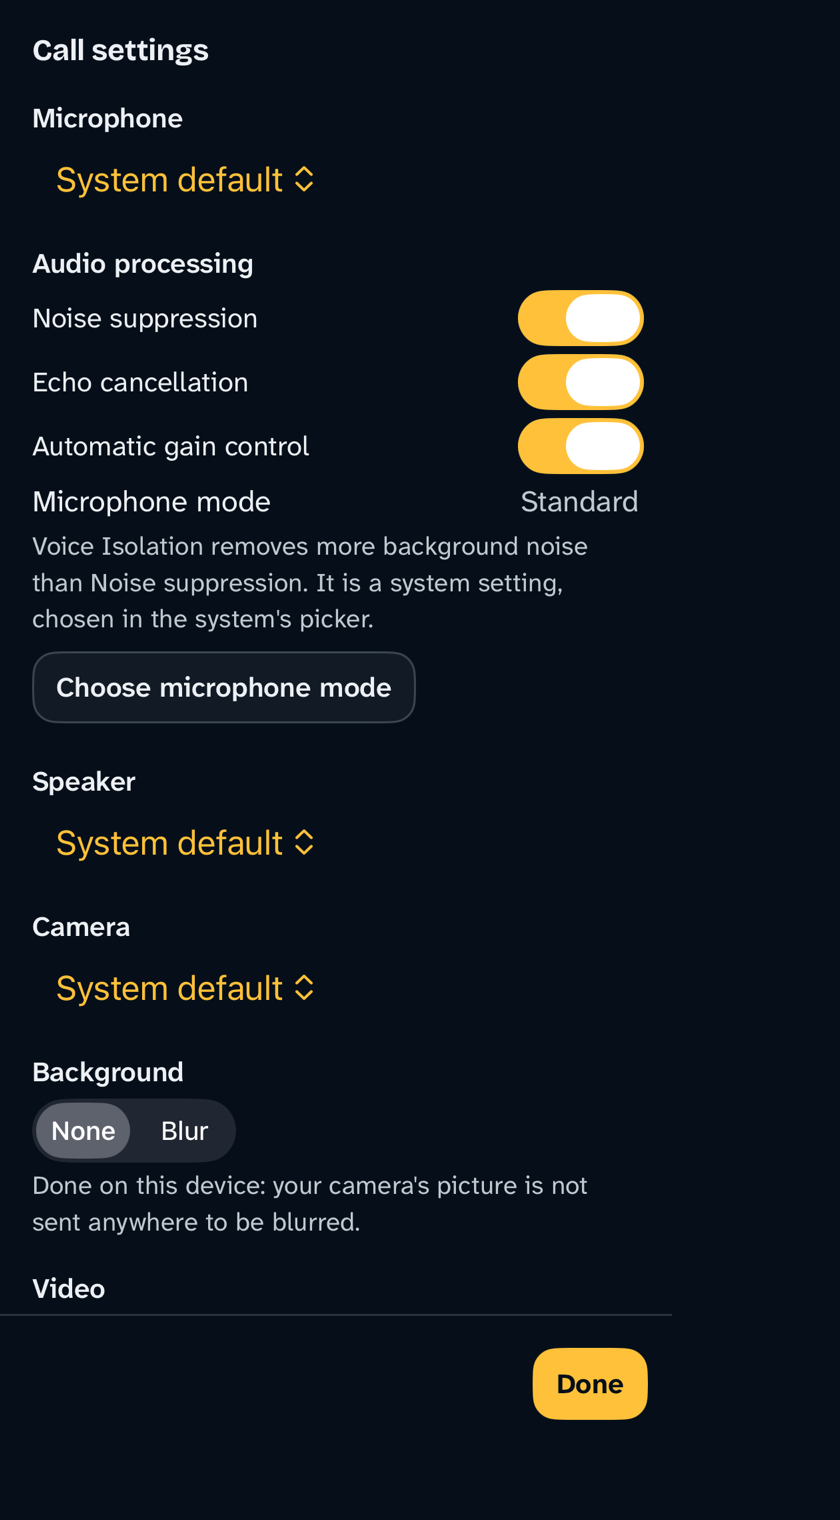 Call settings
Microphone
System default
Audio processing
Noise suppression
Echo cancellation
Automatic gain control
Microphone mode Standard
Voice Isolation removes more background noise
than Noise suppression. It is a system setting,
chosen in the system's picker.
Choose microphone mode
Speaker
System default
Camera
System default
Background
None Blur
Done on this device: your camera's picture is not
sent anywhere to be blurred.
Video
Done